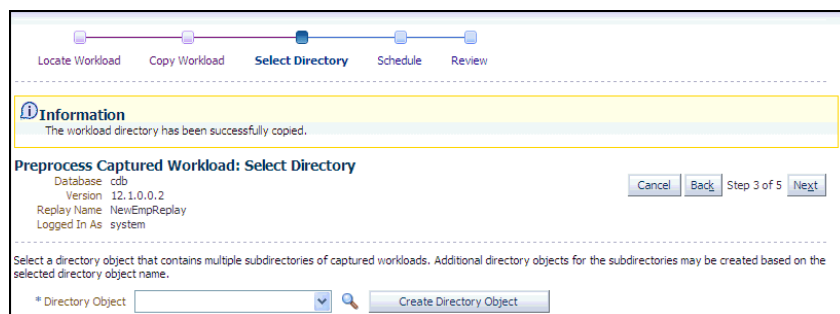 Locate Workload Copy Workload Select Directory Schedule Review
Information
The workload directory has been successfully copied.
Preprocess Captured Workload: Select Directory
Database cdb
Version 12.1.0.0.2
Replay Name NewEmpReplay
Logged In As system
Cancel Back Step 3 of 5 Next
Select a directory object that contains multiple subdirectories of captured workloads. Additional directory objects for the subdirectories may be created based on the
selected directory object name.
* Directory Object Create Directory Object